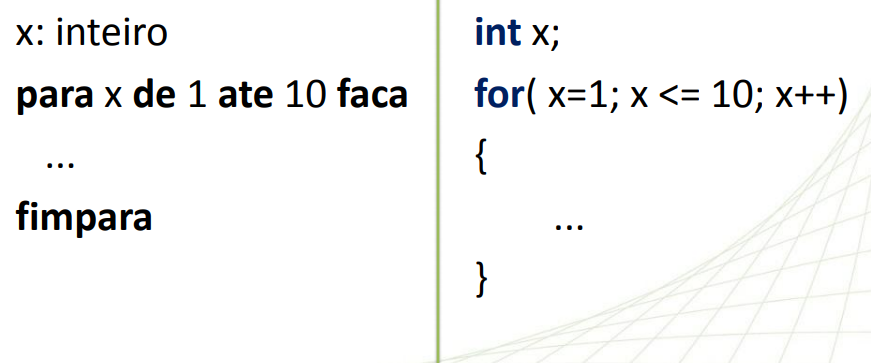 x: inteiro
para x de 1 ate 10 faca
...
fimpara
int x;
for( x=1; x <= 10; x++)
{
...
}